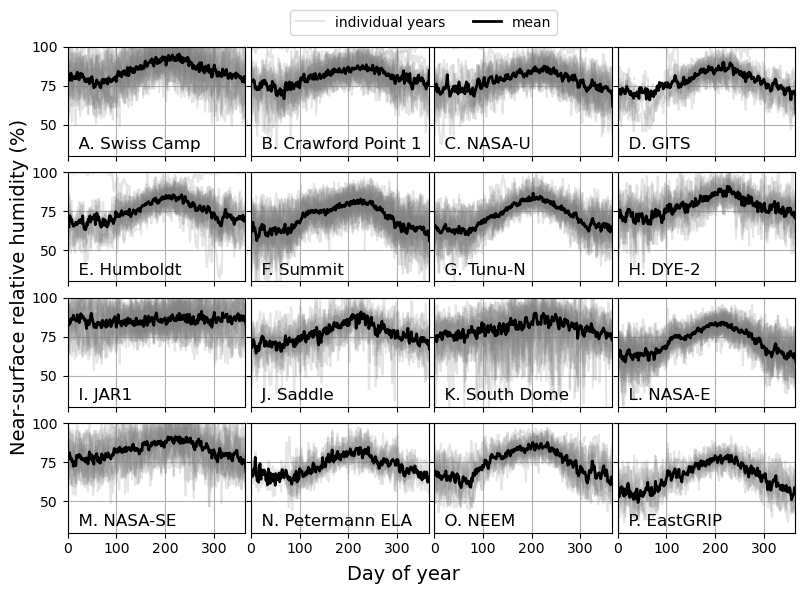 individual years   mean
Near-surface relative humidity (%)
100
75
50
A. Swiss Camp
B. Crawford Point 1
C. NASA-U
D. GITS
100
75
50
E. Humboldt
F. Summit
G. Tunu-N
H. DYE-2
100
75
50
I. JAR1
J. Saddle
K. South Dome
L. NASA-E
100
75
50
M. NASA-SE
N. Petermann ELA
O. NEEM
P. EastGRIP
0 100 200 300 0 100 200 300 0 100 200 300 0 100 200 300
Day of year